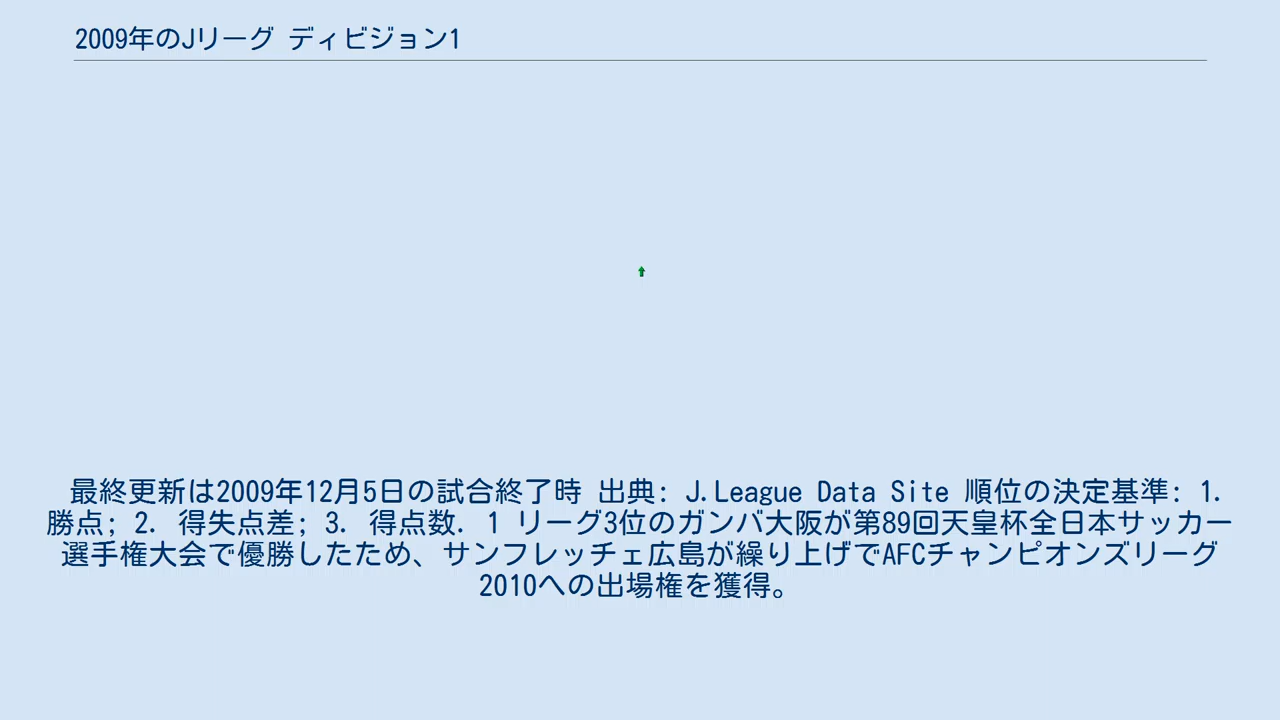 2009年のJリーグ ディビジョン1
最終更新は2009年12月5日の試合終了時 出典: J.League Data Site 順位の決定基準: 1.
勝点; 2. 得失点差; 3. 得点数. 1 リーグ3位のガンバ大阪が第89回天皇杯全日本サッカー
選手権大会で優勝したため、サンフレッチェ広島が繰り上げでAFCチャンピオンズリーグ
2010への出場権を獲得。